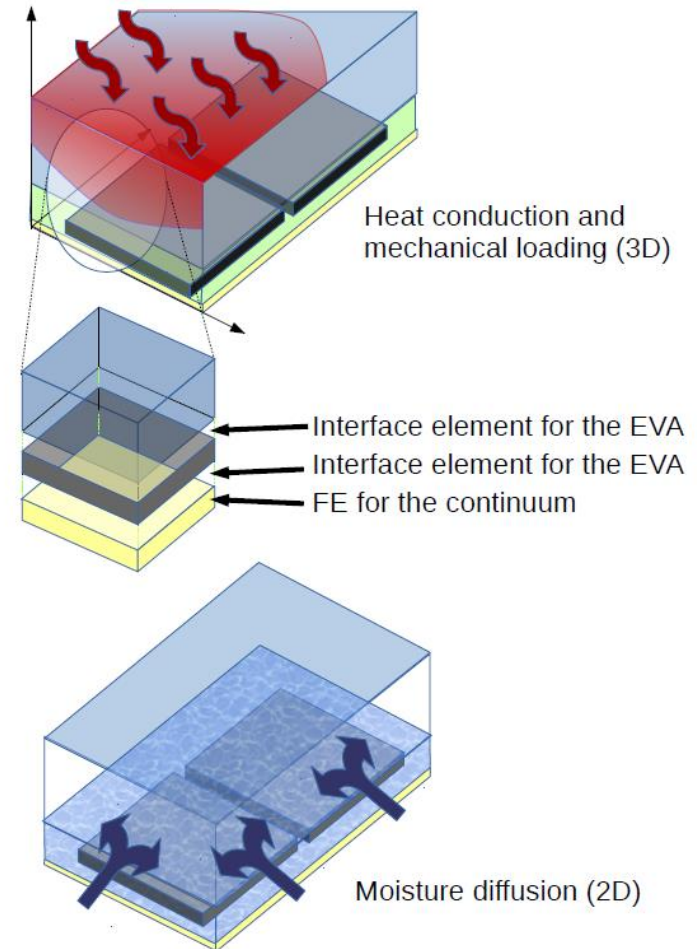 Heat conduction and
mechanical loading (3D)
Interface element for the EVA
Interface element for the EVA
FE for the continuum
Moisture diffusion (2D)